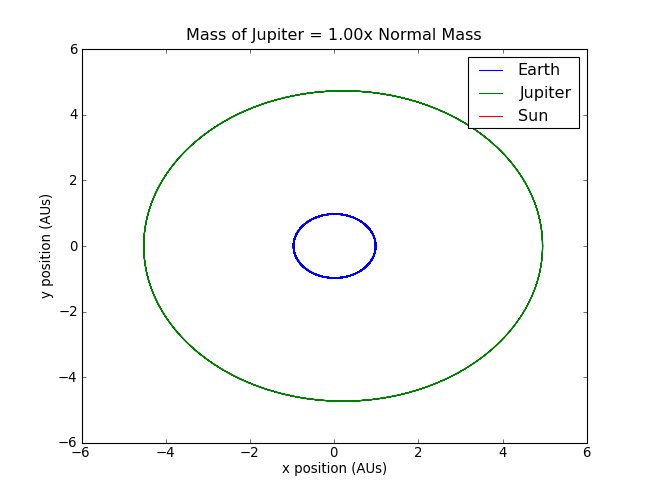 Mass of Jupiter = 1.00x Normal Mass
Earth
Jupiter
Sun
y position (AUs)
6
4
2
0
−2
−4
−6
−6
−4
−2
0
2
4
6
x position (AUs)